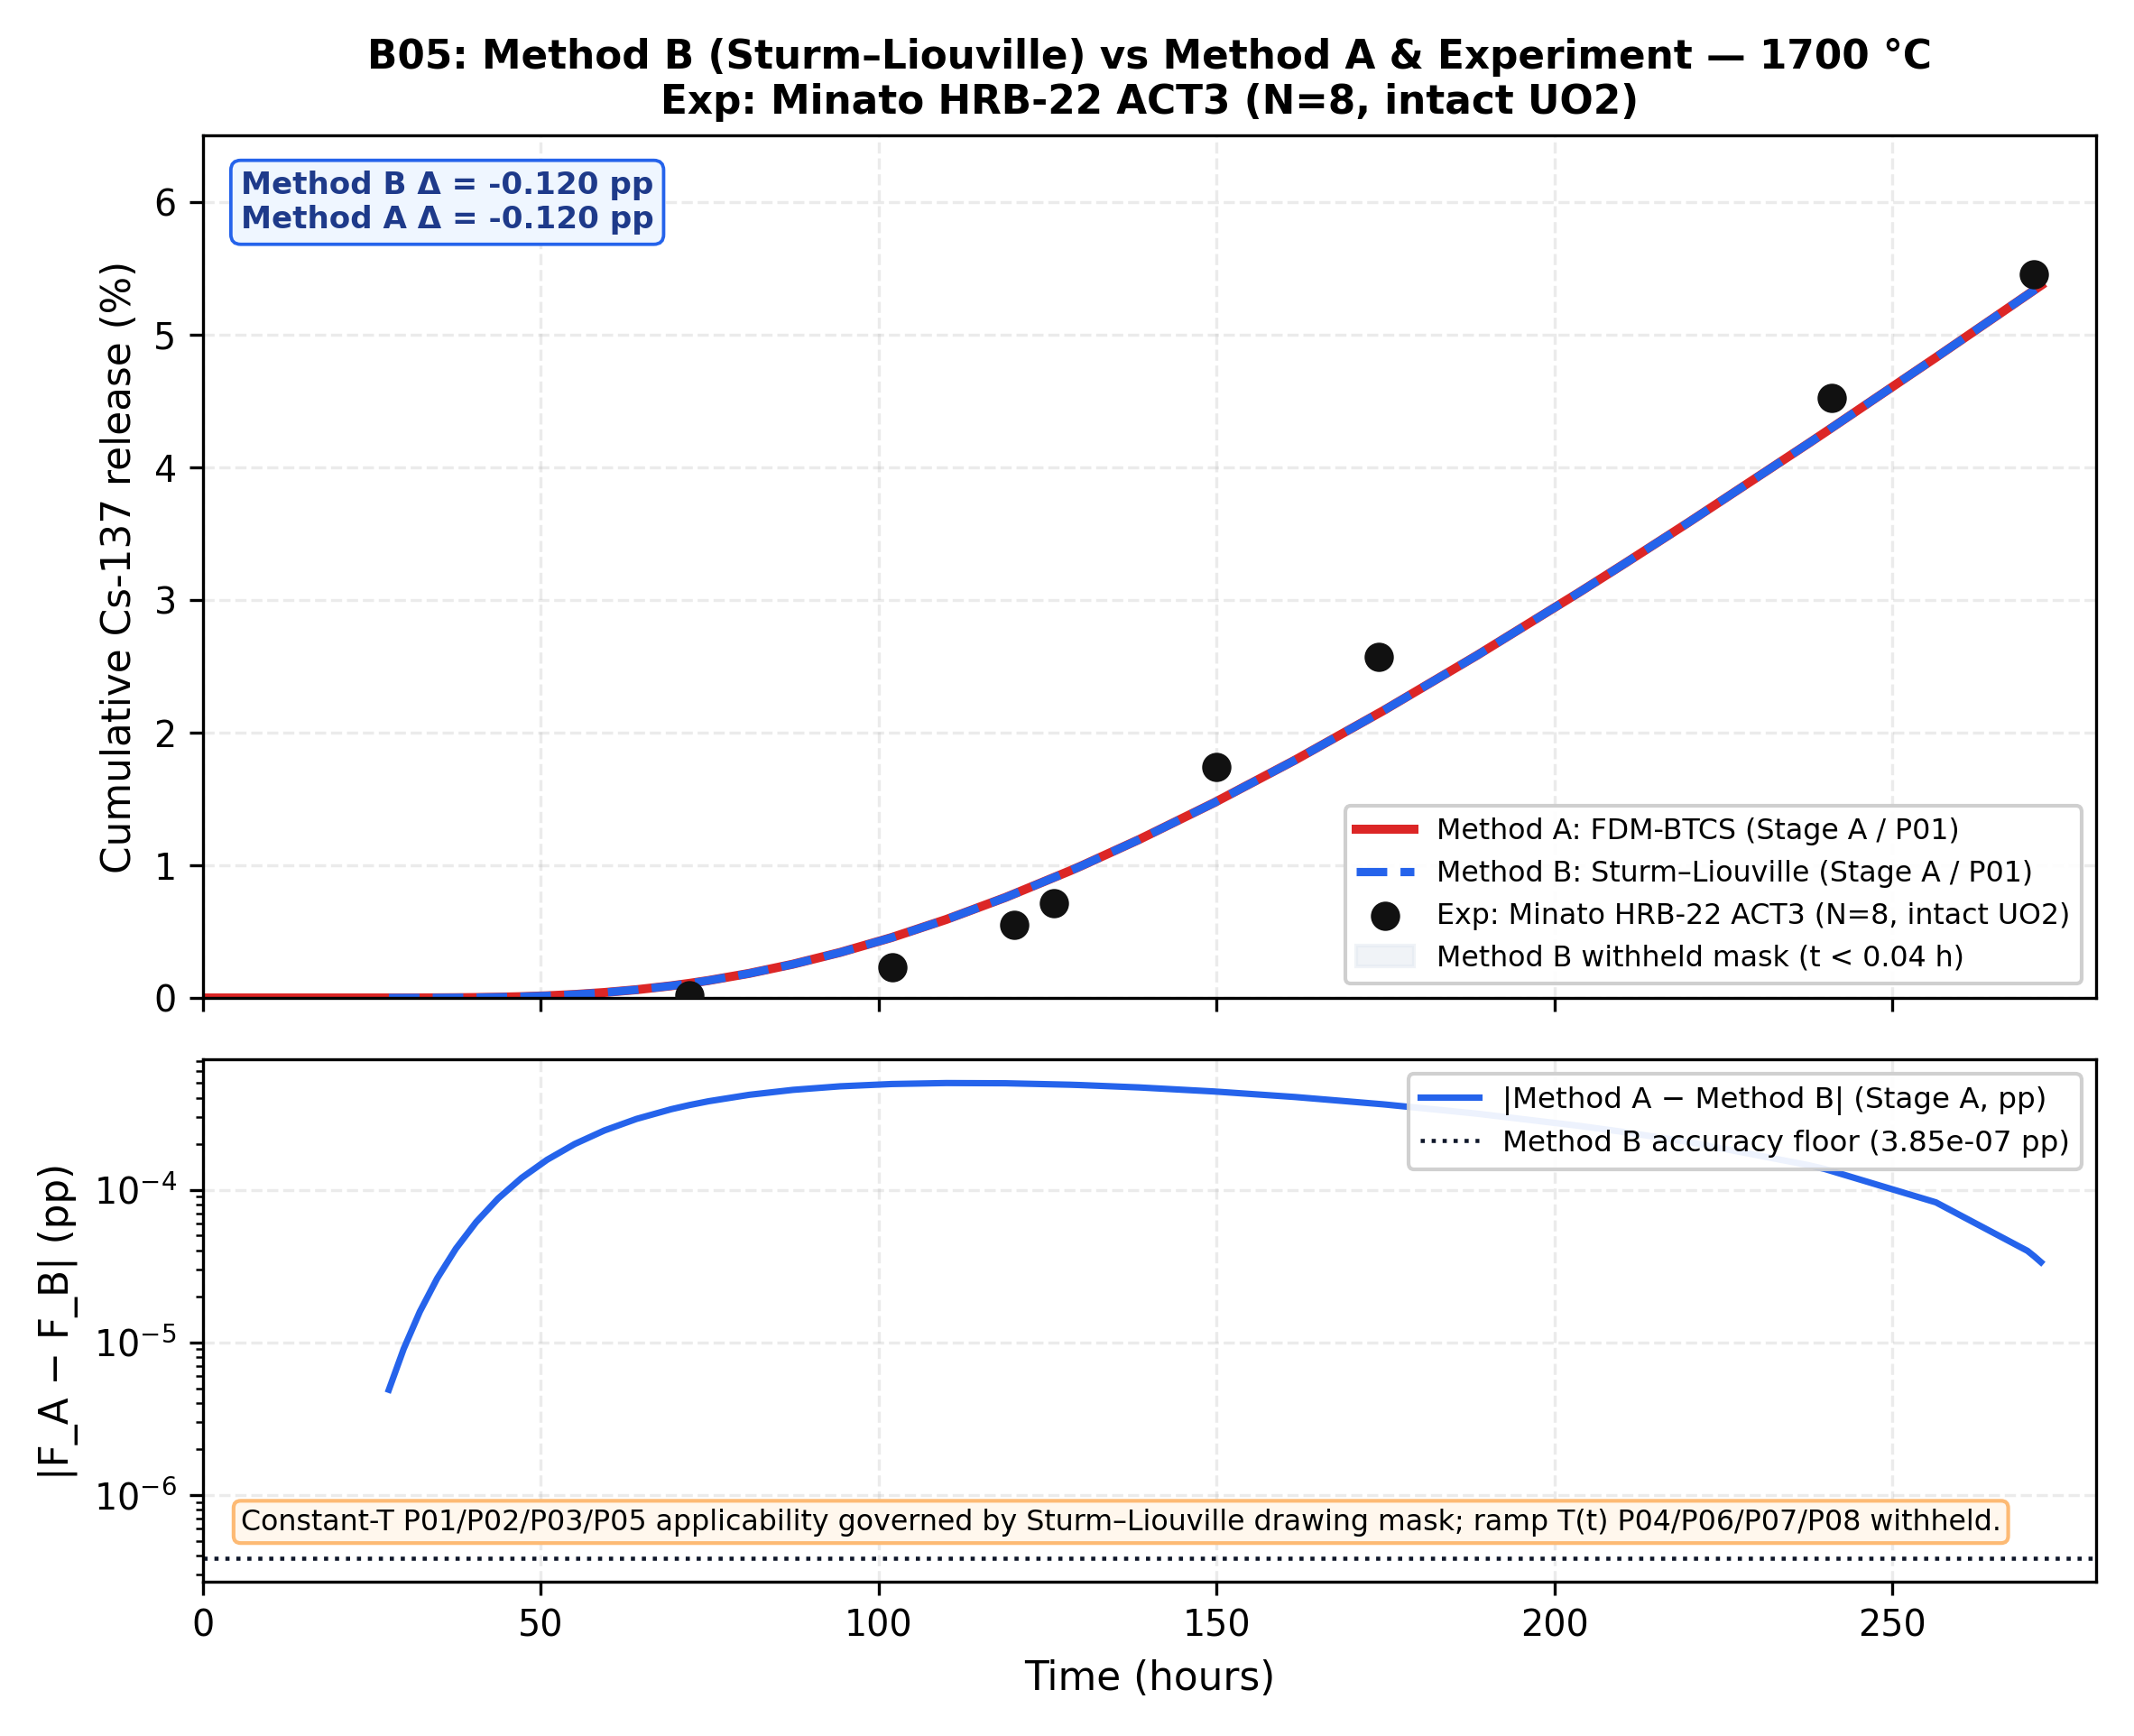 B05: Method B (Sturm–Liouville) vs Method A & Experiment — 1700 °C
Exp: Minato HRB-22 ACT3 (N=8, intact UO2)
Method B Δ = -0.120 pp
Method A Δ = -0.120 pp
Cumulative Cs-137 release (%)
6
5
4
3
2
1
0
Method A: FDM-BTCS (Stage A / P01)
Method B: Sturm–Liouville (Stage A / P01)
Exp: Minato HRB-22 ACT3 (N=8, intact UO2)
Method B withheld mask (t < 0.04 h)
|F_A − F_B| (pp)
10⁻⁴
10⁻⁵
10⁻⁶
|Method A − Method B| (Stage A, pp)
Method B accuracy floor (3.85e-07 pp)
Constant-T P01/P02/P03/P05 applicability governed by Sturm–Liouville drawing mask; ramp T(t) P04/P06/P07/P08 withheld.
0 50 100 150 200 250
Time (hours)